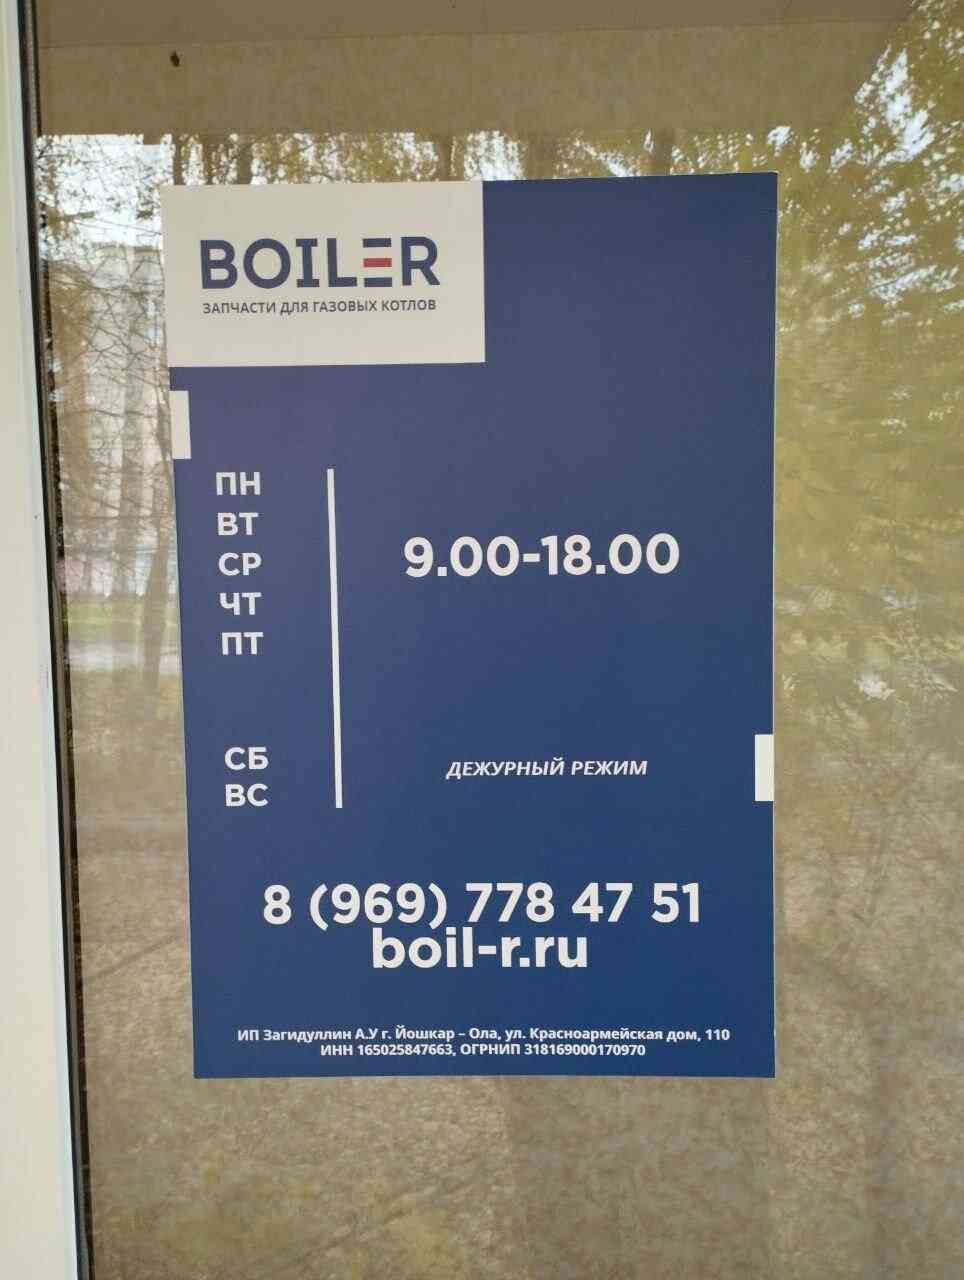 BOILER
ЗАПЧАСТИ ДЛЯ ГАЗОВЫХ КОТЛОВ
ПН
ВТ
СР
ЧТ
ПТ
9.00-18.00
СБ
ВС
ДЕЖУРНЫЙ РЕЖИМ
8 (969) 778 47 51
boil-r.ru
ИП Загидуллин А.У г. Йошкар – Ола, ул. Красноармейская дом, 110
ИНН 165025847663, ОГРНИП 318169000170970